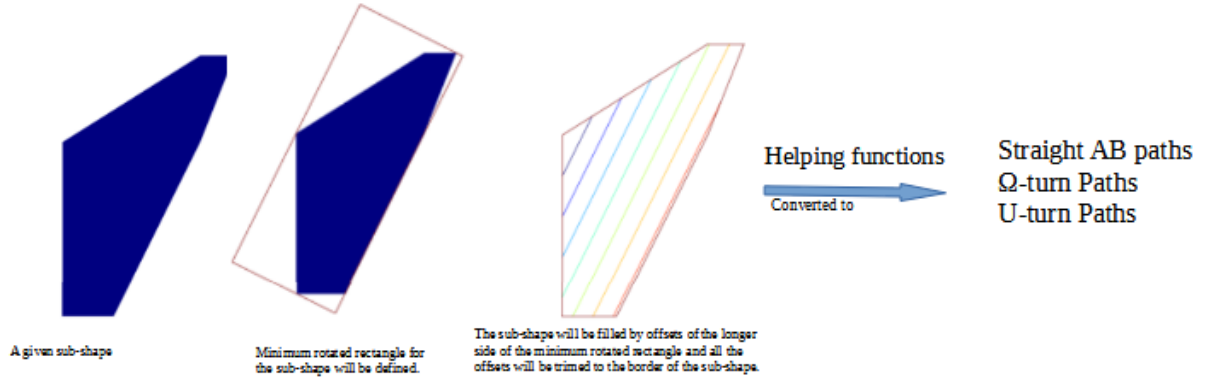 Helping functions
Converted to
Straight AB paths
Ω-turn Paths
U-turn Paths
A given sub-shape
Minimum rotated rectangle for
the sub-shape will be defined.
The sub-shape will be filled by offsets of the longer
side of the minimum rotated rectangle and all the
offsets will be trimed to the border of the sub-shape.